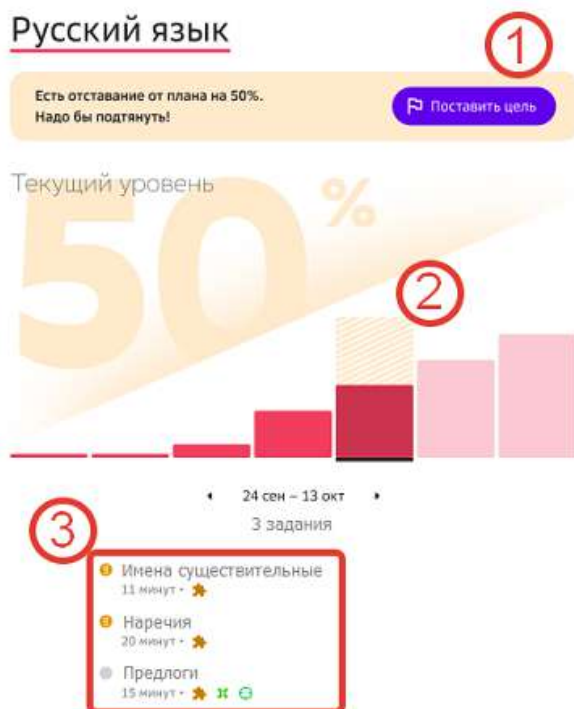 Русский язык
1
Есть отставание от плана на 50%.
Надо бы подтянуть!
Поставить цель
Текущий уровень
50%
2
24 сен – 13 окт
3 задания
3
Имена существительные
11 минут •
Наречия
20 минут •
Предлоги
15 минут •